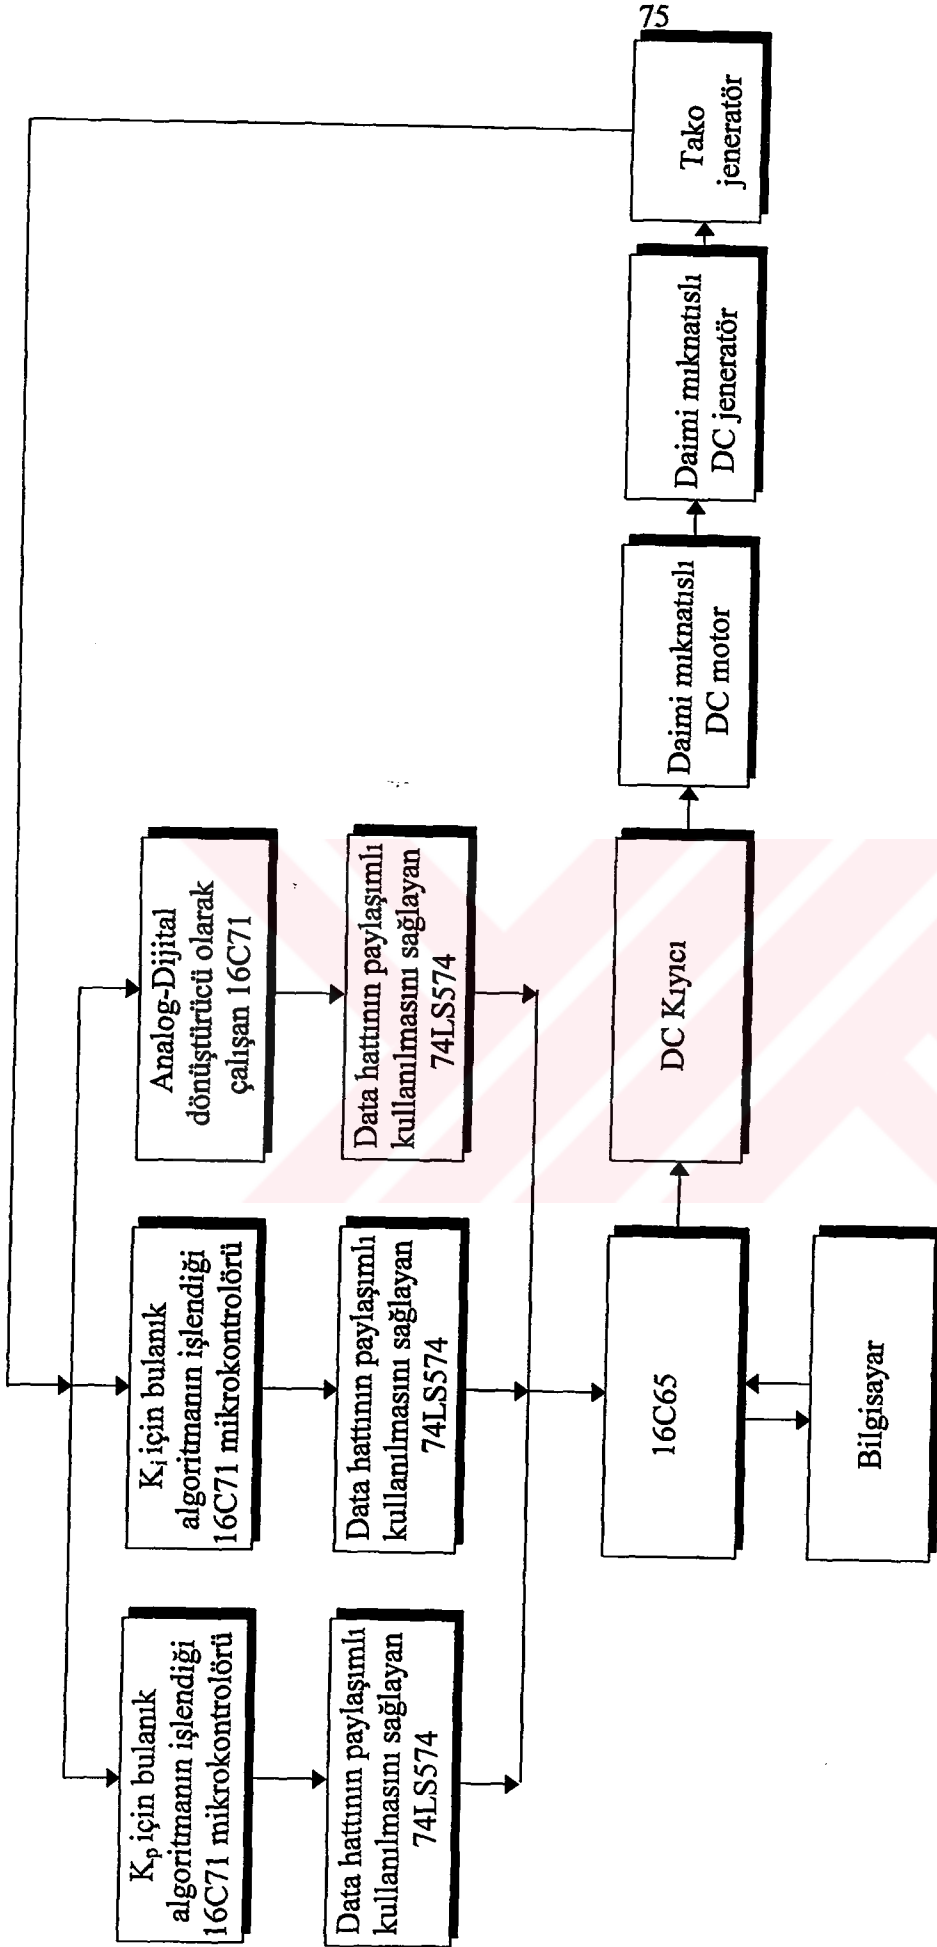 75
K_p için bulanık
algoritmanın işlendiği
16C71 mikrokontrolörü
K_i için bulanık
algoritmanın işlendiği
16C71 mikrokontrolörü
Analog-Dijital
dönüştürücü olarak
çalışan 16C71
Data hattının paylaşımlı
kullanılmasını sağlayan
74LS574
Data hattının paylaşımlı
kullanılmasını sağlayan
74LS574
Data hattının paylaşımlı
kullanılmasını sağlayan
74LS574
16C65
DC Kıyıcı
Daimi mıknatıslı
DC motor
Daimi mıknatıslı
DC jeneratör
Tako
jeneratör
Bilgisayar